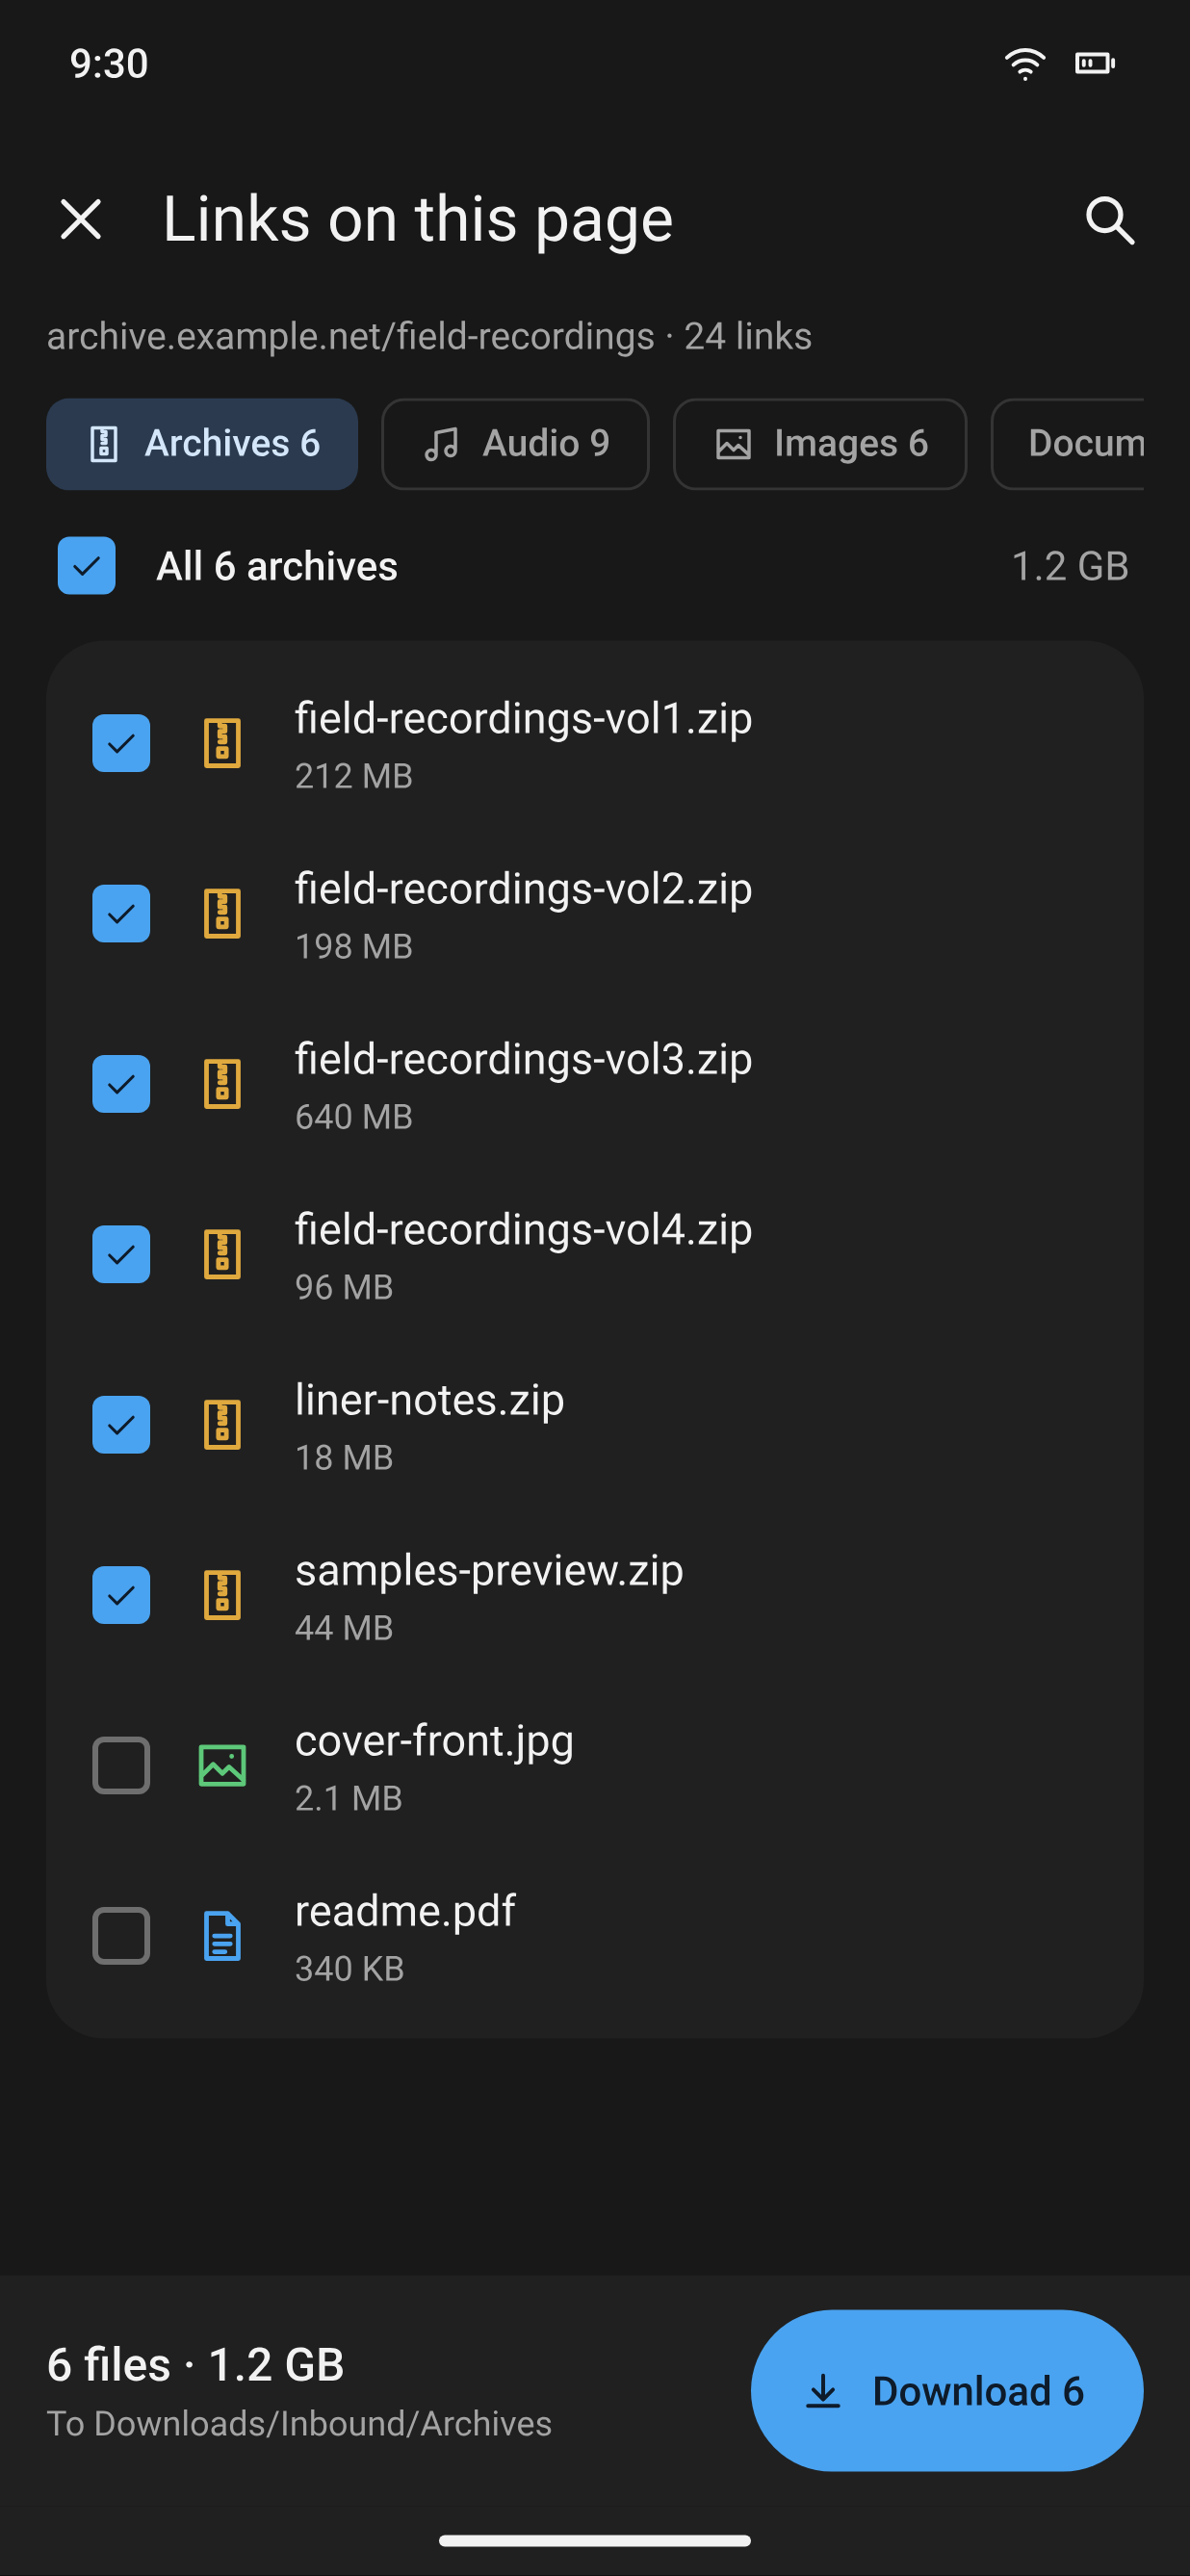 9:30
Links on this page
archive.example.net/field-recordings · 24 links
Archives 6
Audio 9
Images 6
Docum
All 6 archives
1.2 GB
field-recordings-vol1.zip
212 MB
field-recordings-vol2.zip
198 MB
field-recordings-vol3.zip
640 MB
field-recordings-vol4.zip
96 MB
liner-notes.zip
18 MB
samples-preview.zip
44 MB
cover-front.jpg
2.1 MB
readme.pdf
340 KB
6 files · 1.2 GB
To Downloads/Inbound/Archives
Download 6